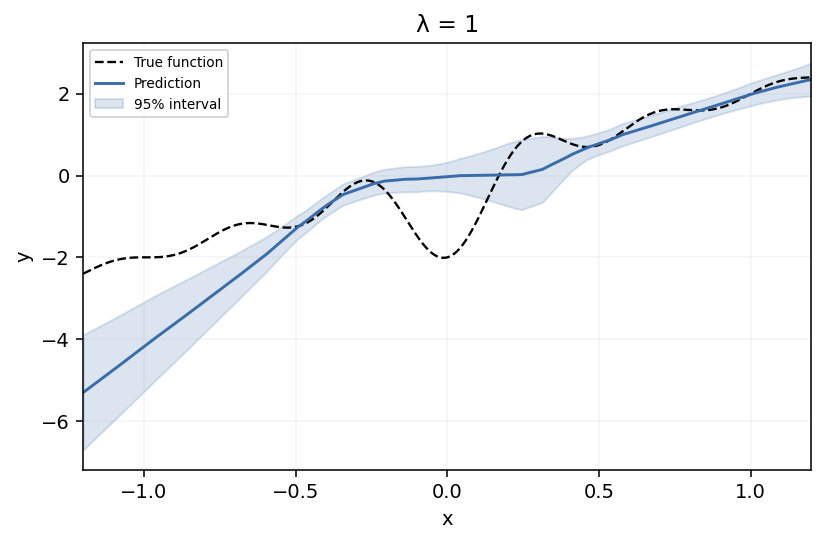 λ = 1
True function
Prediction
95% interval
y
2
0
−2
−4
−6
−1.0 −0.5 0.0 0.5 1.0
x